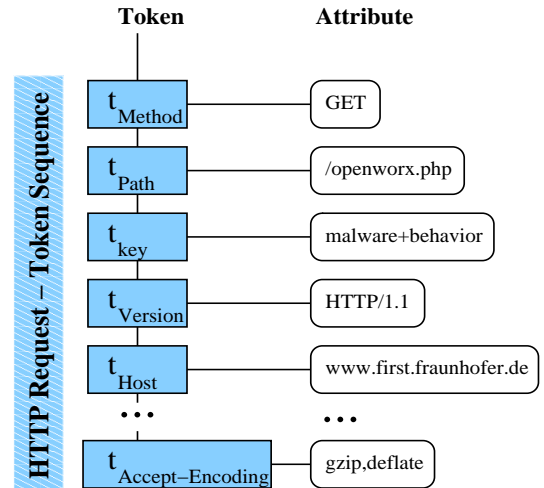 Token Attribute
HTTP Request – Token Sequence
t_Method GET
t_Path /openworx.php
t_key malware+behavior
t_Version HTTP/1.1
t_Host www.first.fraunhofer.de
... ...
t_Accept−Encoding gzip,deflate